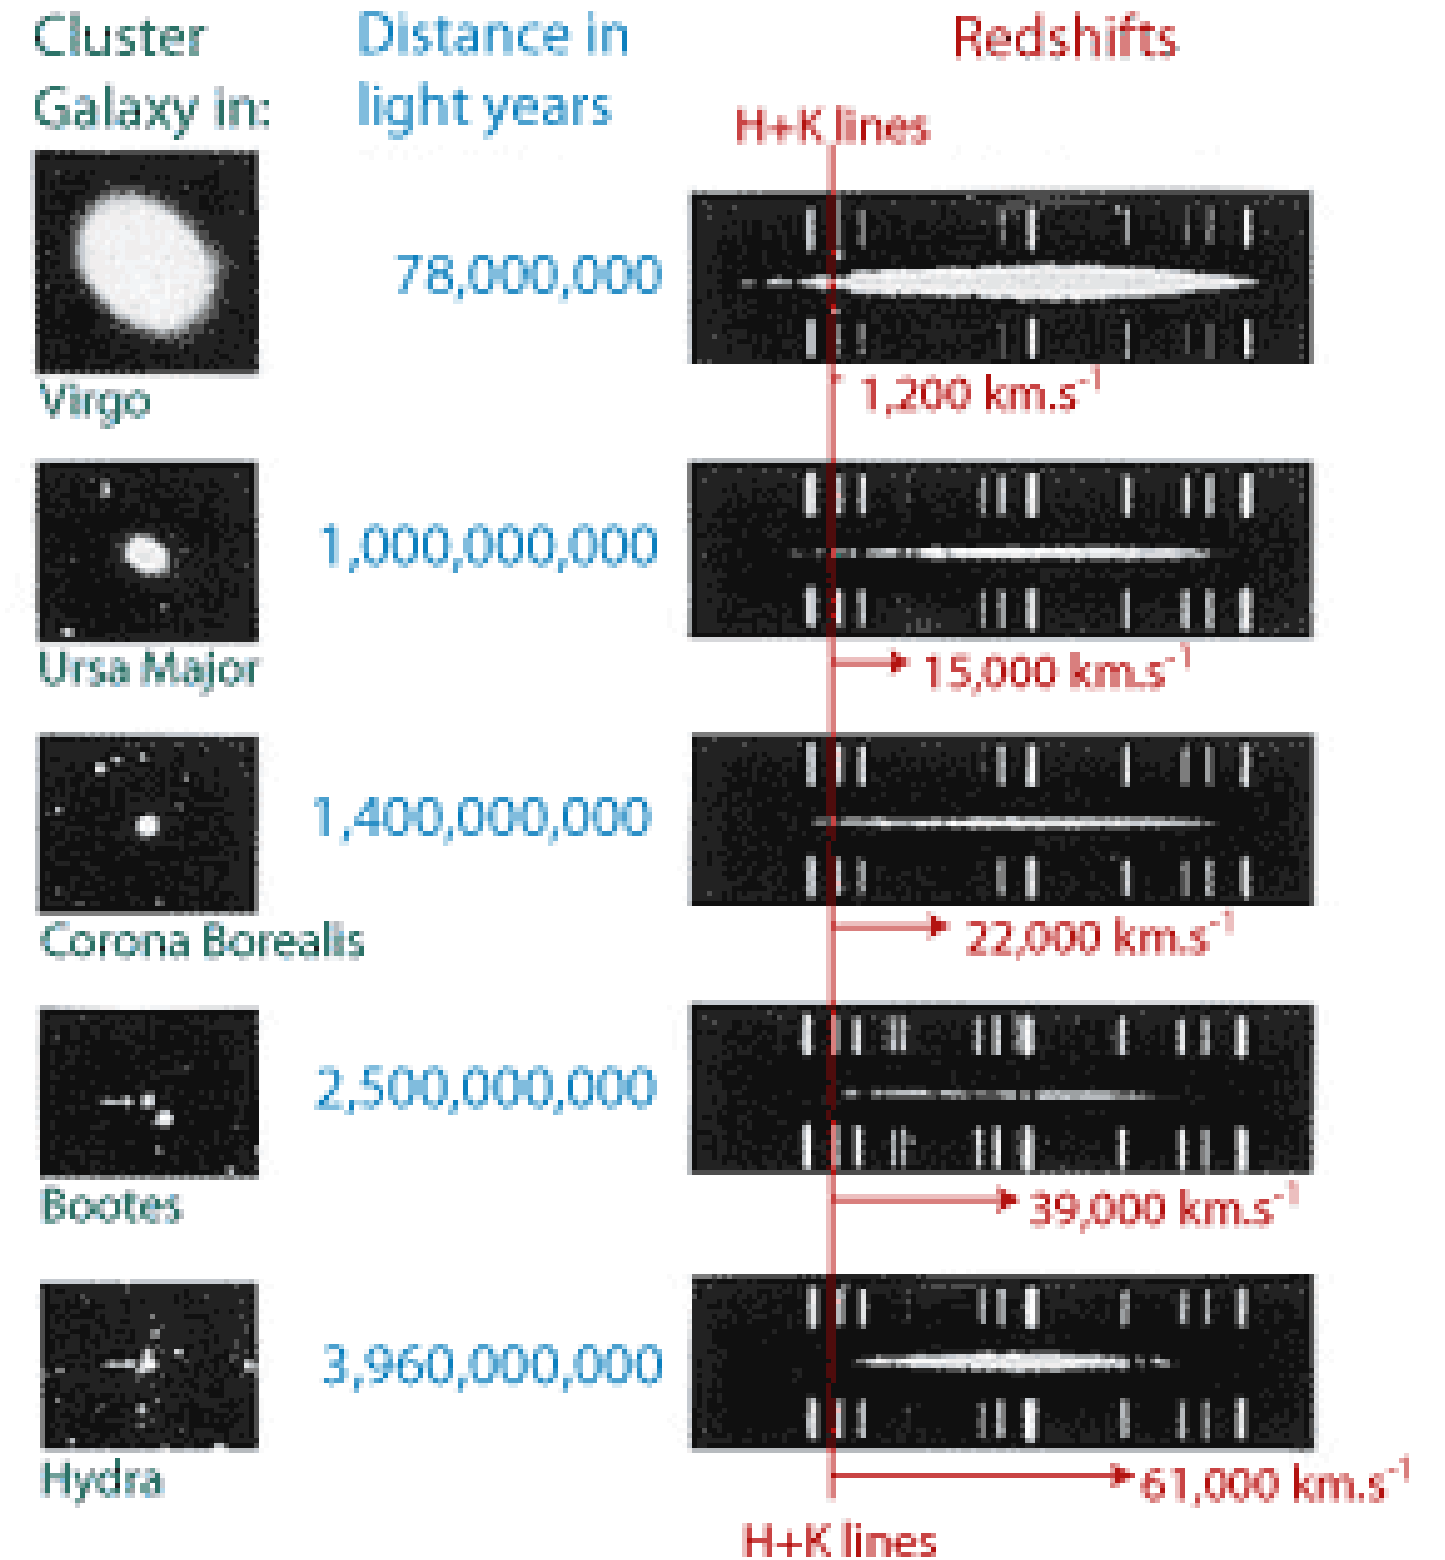 Cluster
Galaxy in:
Distance in
light years
Redshifts
H+K lines
78,000,000
1,200 km.s⁻¹
Virgo
1,000,000,000
15,000 km.s⁻¹
Ursa Major
1,400,000,000
22,000 km.s⁻¹
Corona Borealis
2,500,000,000
39,000 km.s⁻¹
Bootes
3,960,000,000
61,000 km.s⁻¹
Hydra
H+K lines